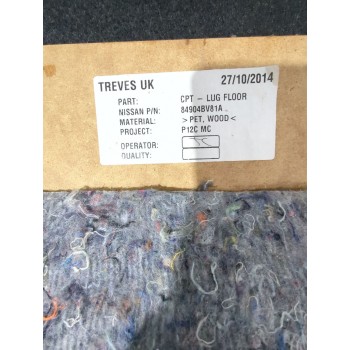 TREVES UK 27/10/2014
PART: CPT - LUG FLOOR
NISSAN P/N: 84904BV81A
MATERIAL: >PET, WOOD<
PROJECT: P12C MC
OPERATOR:
QUALITY: